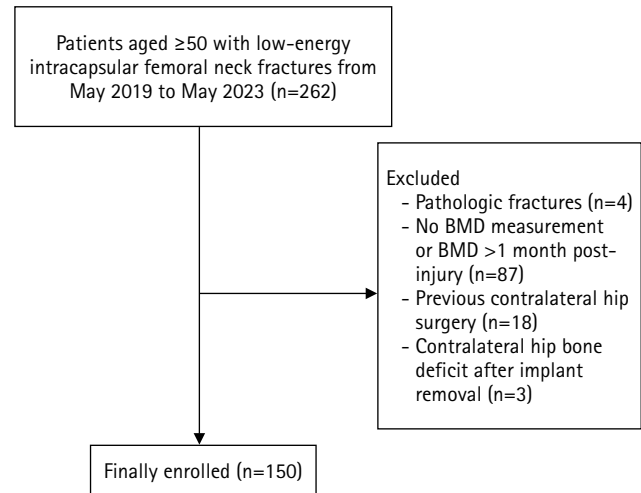 Patients aged ≥50 with low-energy
intracapsular femoral neck fractures from
May 2019 to May 2023 (n=262)
Excluded
- Pathologic fractures (n=4)
- No BMD measurement
or BMD >1 month post-
injury (n=87)
- Previous contralateral hip
surgery (n=18)
- Contralateral hip bone
deficit after implant
removal (n=3)
Finally enrolled (n=150)